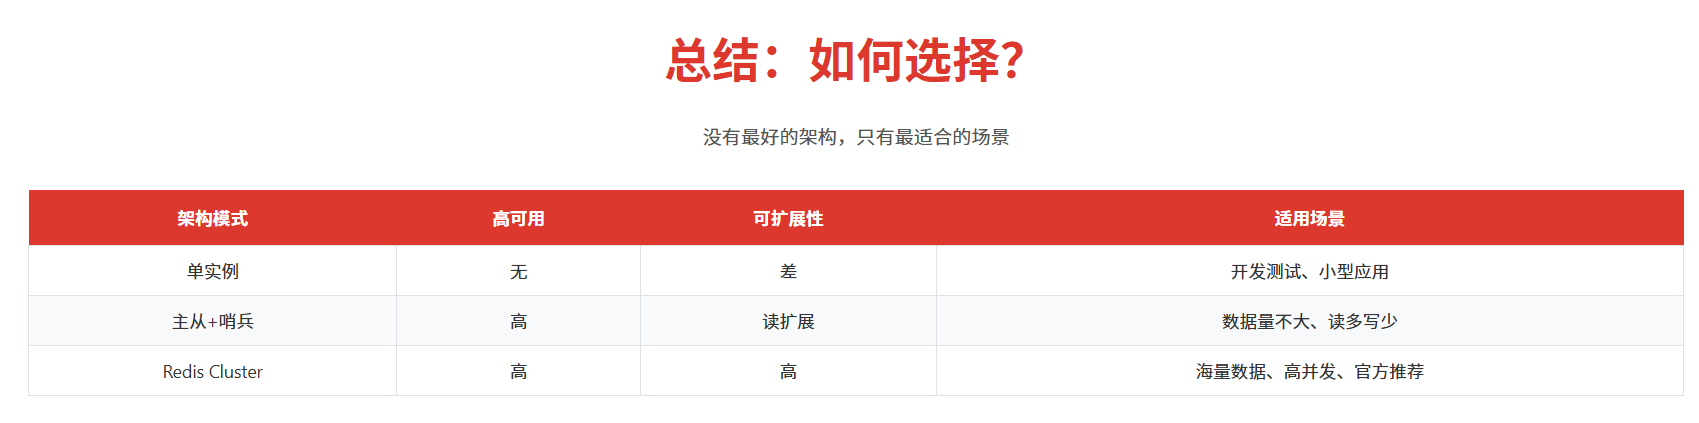 总结：如何选择？
没有最好的架构，只有最适合的场景
架构模式 高可用 可扩展性 适用场景
单实例 无 差 开发测试、小型应用
主从+哨兵 高 读扩展 数据量不大、读多写少
Redis Cluster 高 高 海量数据、高并发、官方推荐